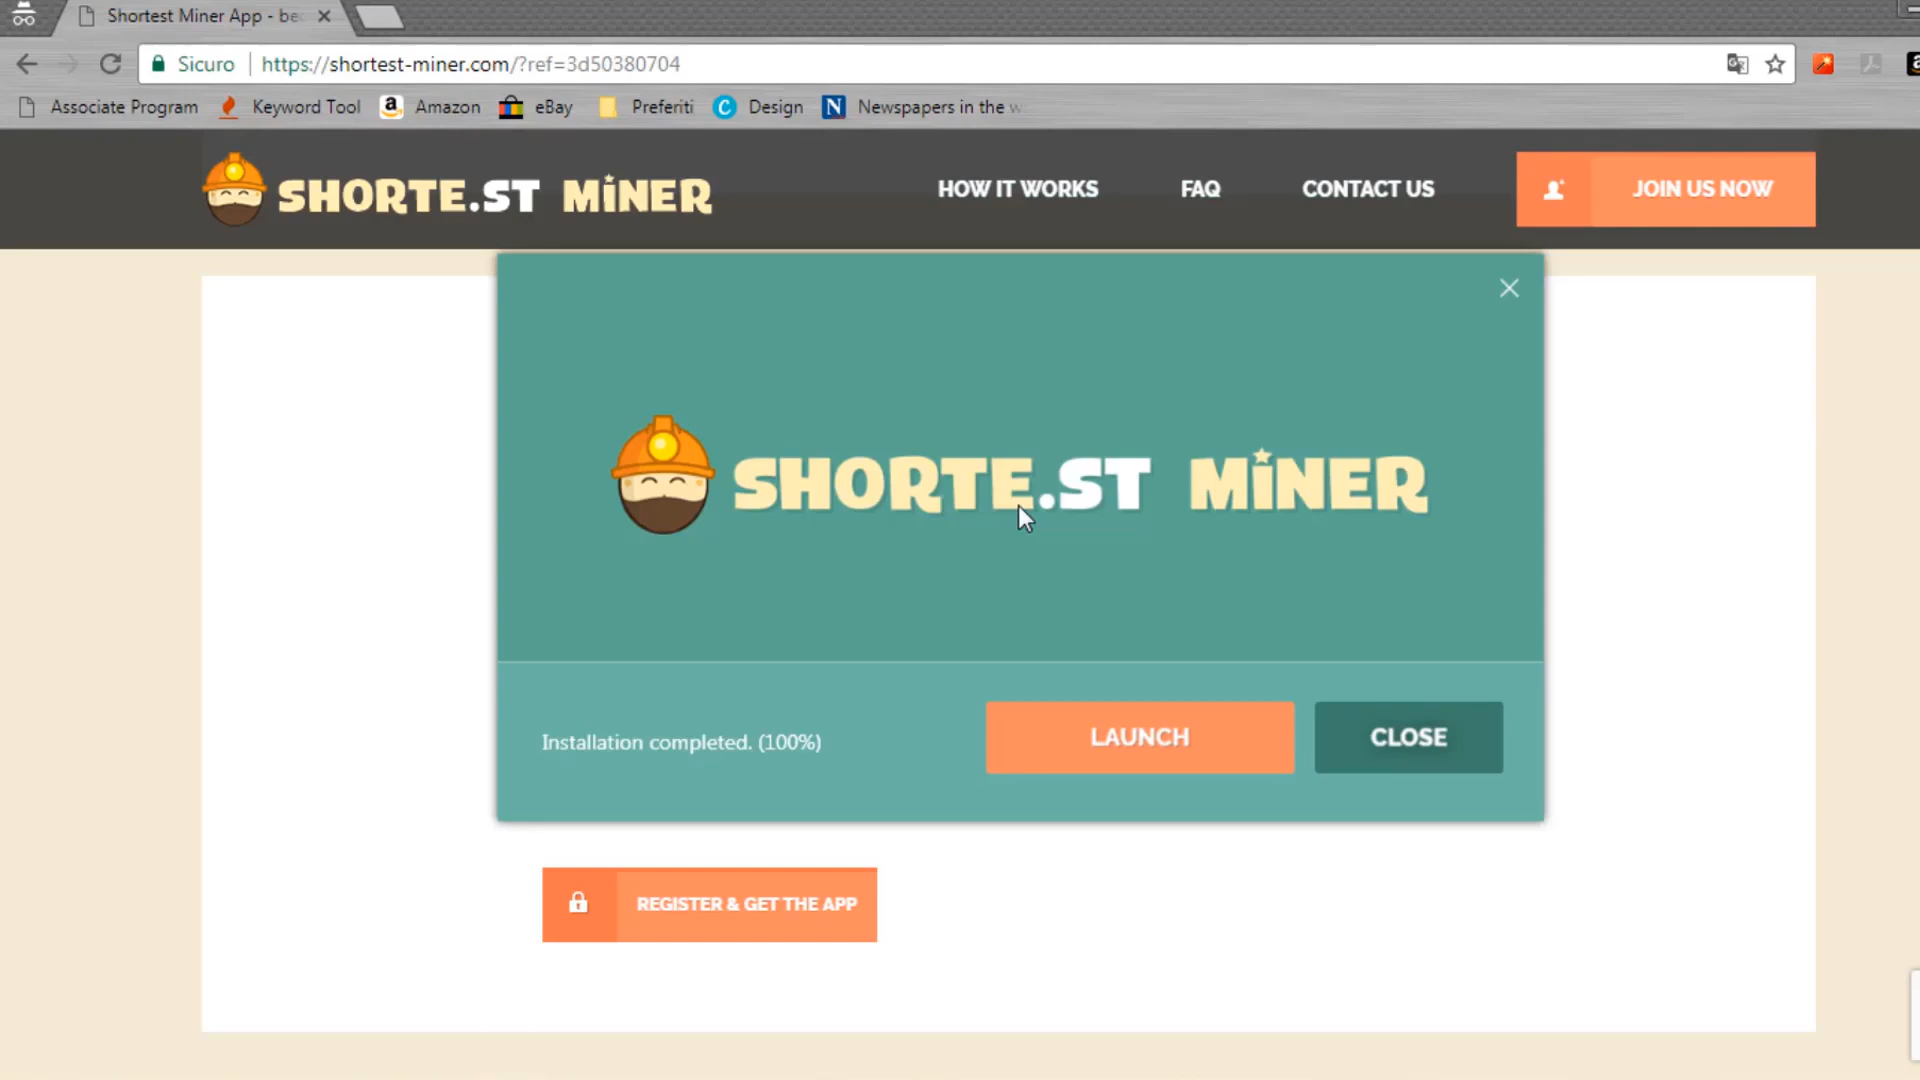 Shortest Miner App - be
Sicuro
https://shortest-miner.com/?ref=3d50380704
Associate Program
Keyword Tool
Amazon
eBay
Preferiti
Design
Newspapers in the w
SHORTE.ST MiNER
HOW IT WORKS
FAQ
CONTACT US
JOIN US NOW
SHORTE.ST MiNER
Installation completed. (100%)
LAUNCH
CLOSE
REGISTER & GET THE APP